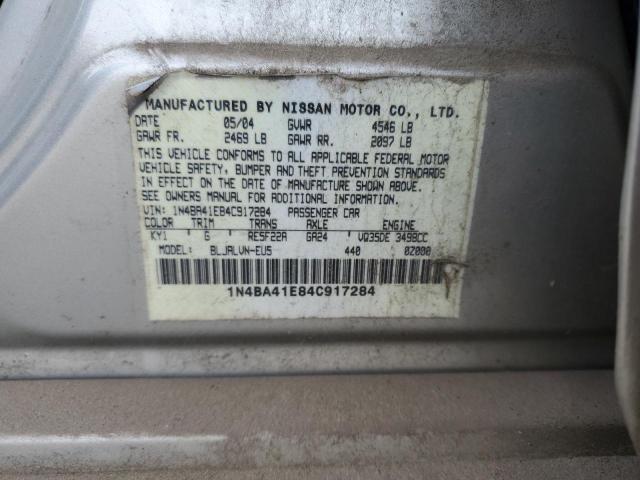 MANUFACTURED BY NISSAN MOTOR CO., LTD.
DATE 05/04 GVWR 4546 LB
GAWR FR. 2469 LB GAWR RR. 2097 LB
THIS VEHICLE CONFORMS TO ALL APPLICABLE FEDERAL MOTOR
VEHICLE SAFETY, BUMPER AND THEFT PREVENTION STANDARDS
IN EFFECT ON THE DATE OF MANUFACTURE SHOWN ABOVE.
SEE OWNERS MANUAL FOR ADDITIONAL INFORMATION
VIN: 1N4BA41E84C917284 PASSENGER CAR
COLOR TRIM TRANS AXLE ENGINE
KY1 G RE5F22A GA24 VQ35DE 3498CC
MODEL: BLJALVN-EU5 440 0Z000
1N4BA41E84C917284